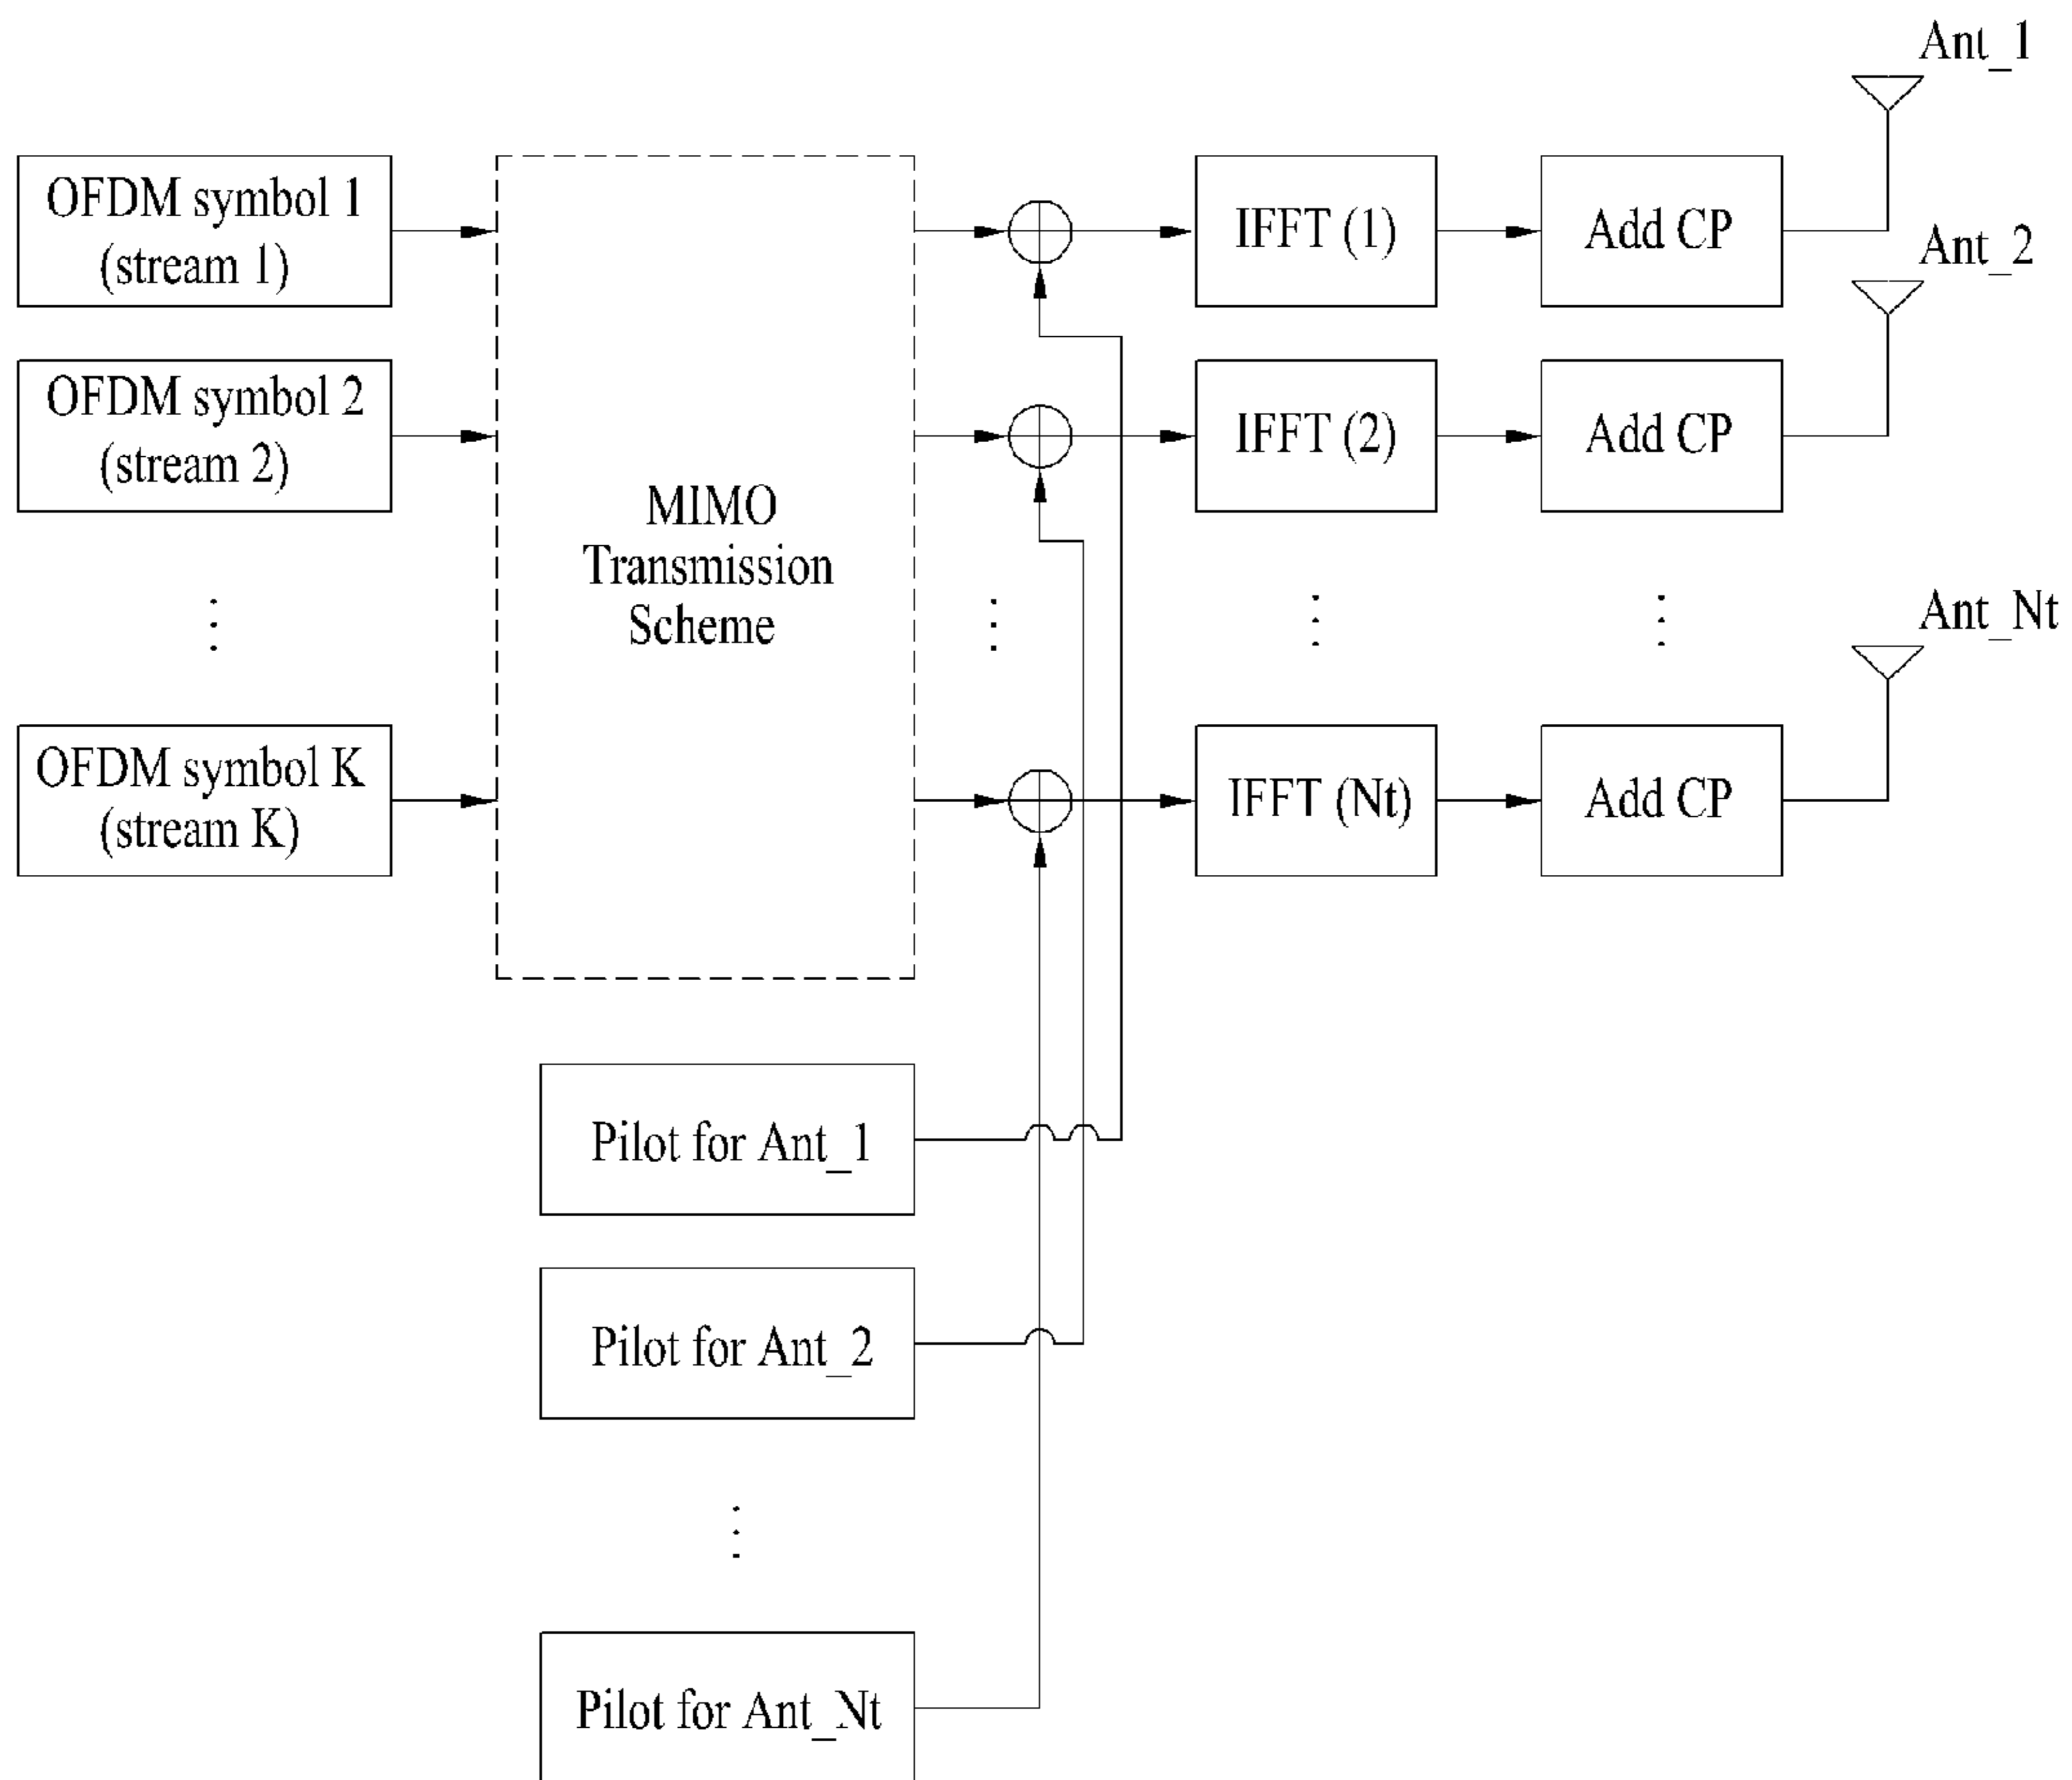 Ant_1
OFDM symbol 1
(stream 1)
IFFT (1)
Add CP
Ant_2
OFDM symbol 2
(stream 2)
IFFT (2)
Add CP
MIMO
Transmission
Scheme
Ant_Nt
OFDM symbol K
(stream K)
IFFT (Nt)
Add CP
Pilot for Ant_1
Pilot for Ant_2
Pilot for Ant_Nt